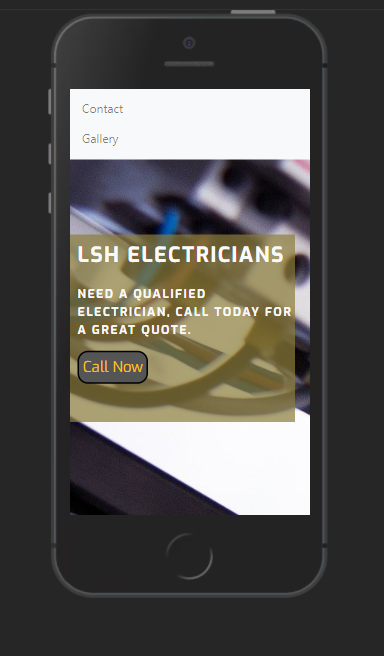 Contact
Gallery
LSH ELECTRICIANS
NEED A QUALIFIED
ELECTRICIAN, CALL TODAY FOR
A GREAT QUOTE.
Call Now